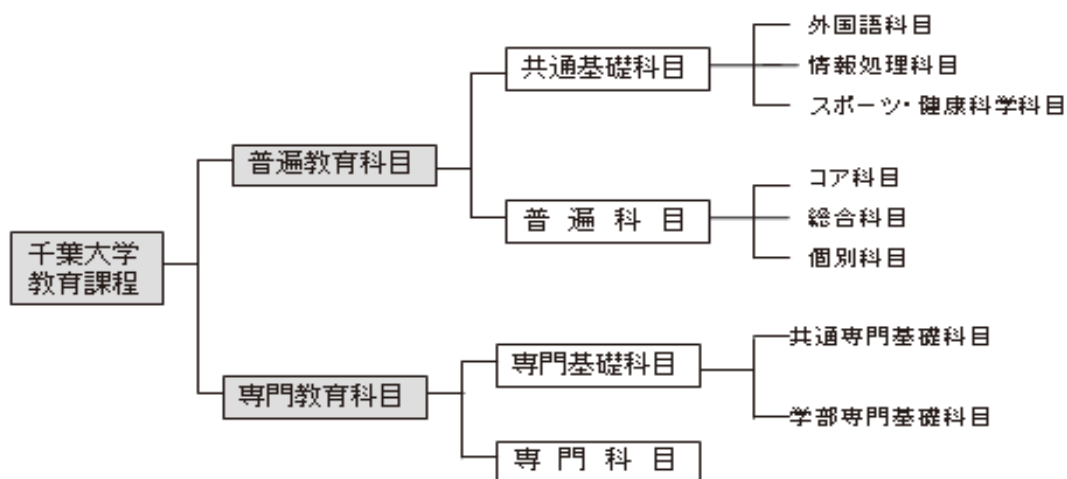 千葉大学
教育課程
普遍教育科目
共通基礎科目
外国語科目
情報処理科目
スポーツ・健康科学科目
普遍科目
コア科目
総合科目
個別科目
専門教育科目
専門基礎科目
共通専門基礎科目
学部専門基礎科目
専門科目